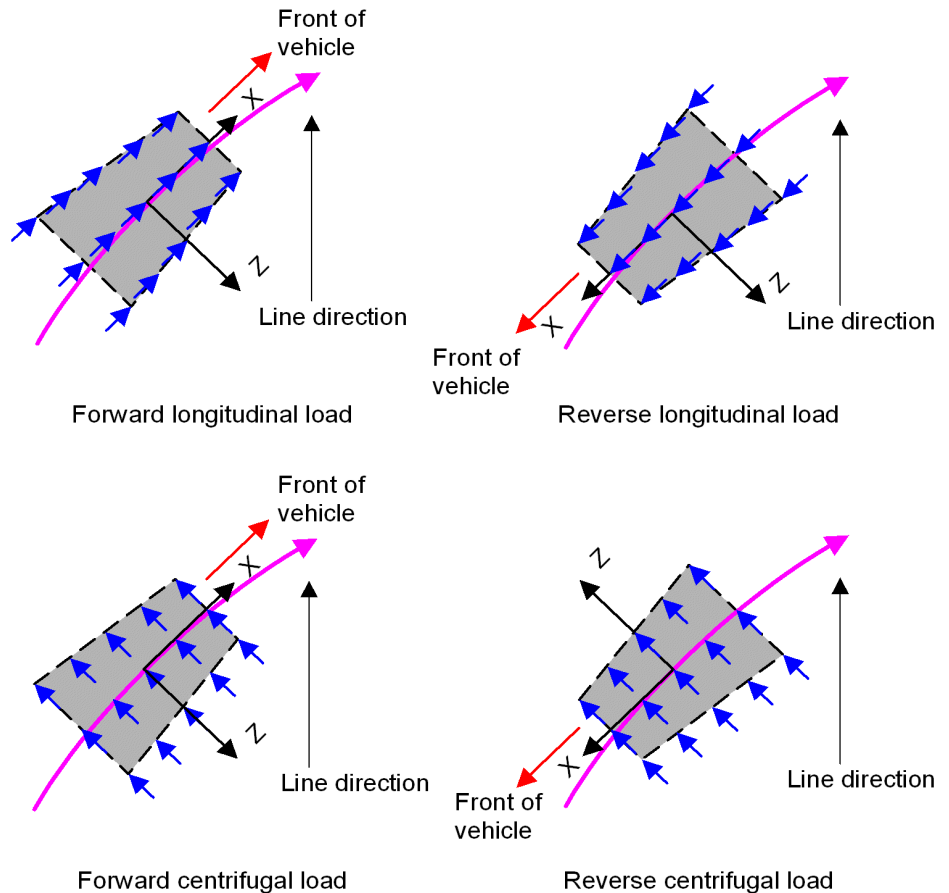 Front of
vehicle
X
Z
Line direction
Forward longitudinal load
Z
Line direction
X
Front of
vehicle
Reverse longitudinal load
Front of
vehicle
X
Z
Line direction
Forward centrifugal load
Z
X
Line direction
Front of
vehicle
Reverse centrifugal load